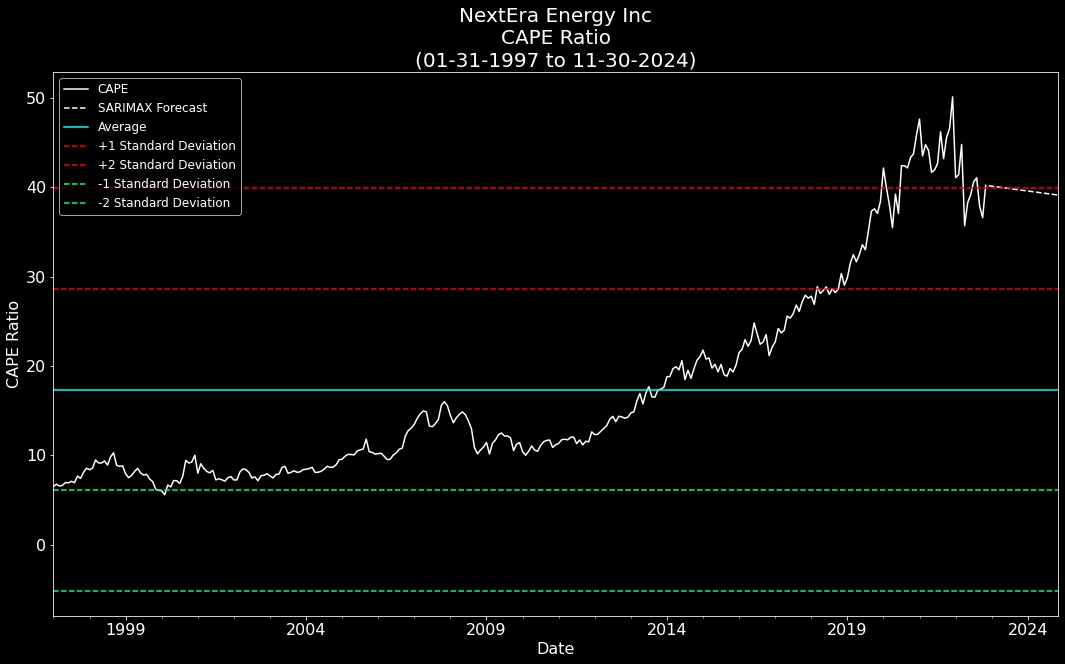 NextEra Energy Inc
CAPE Ratio
(01-31-1997 to 11-30-2024)
CAPE
SARIMAX Forecast
Average
+1 Standard Deviation
+2 Standard Deviation
-1 Standard Deviation
-2 Standard Deviation
CAPE Ratio
50
40
30
20
10
0
1999 2004 2009 2014 2019 2024
Date